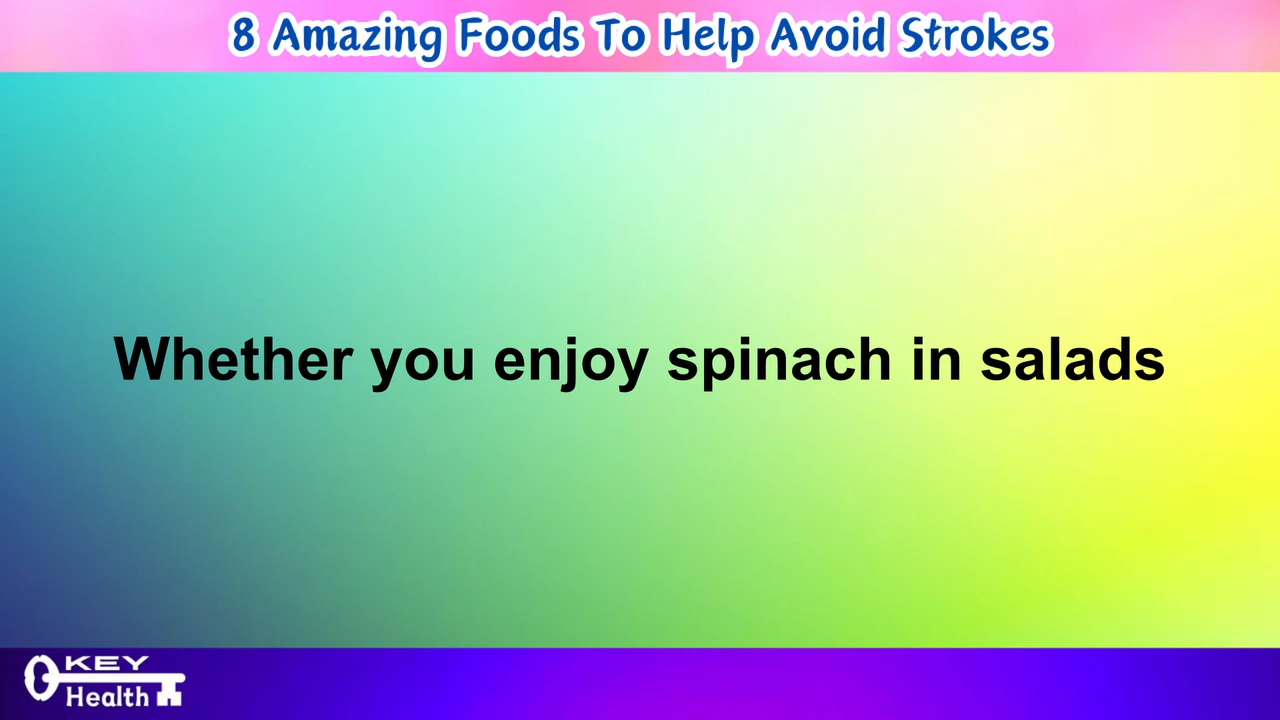 8 Amazing Foods To Help Avoid Strokes
Whether you enjoy spinach in salads
KEY
Health